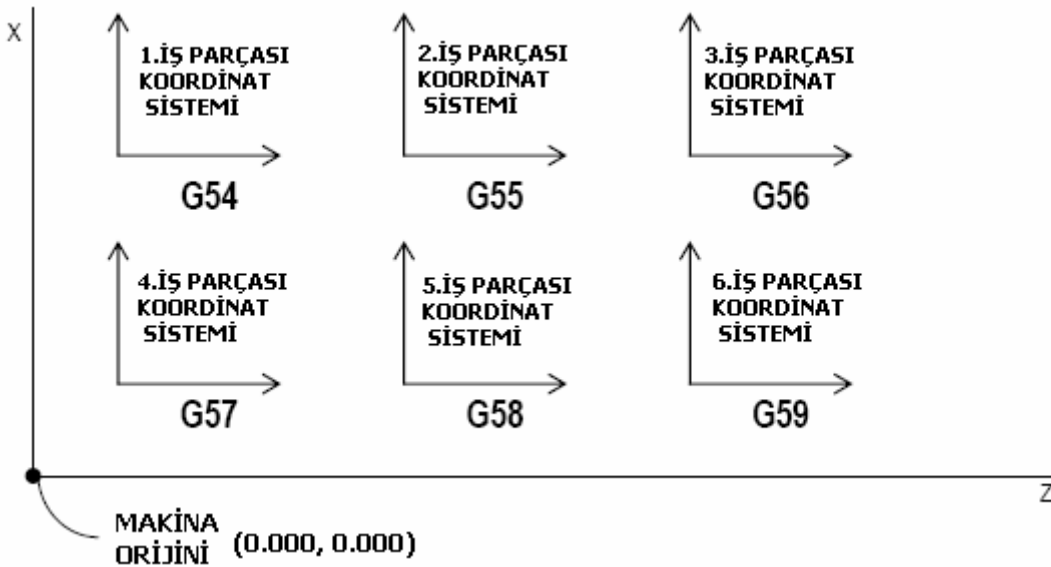 X
1.İŞ PARÇASI
KOORDİNAT
SİSTEMİ
G54
2.İŞ PARÇASI
KOORDİNAT
SİSTEMİ
G55
3.İŞ PARÇASI
KOORDİNAT
SİSTEMİ
G56
4.İŞ PARÇASI
KOORDİNAT
SİSTEMİ
G57
5.İŞ PARÇASI
KOORDİNAT
SİSTEMİ
G58
6.İŞ PARÇASI
KOORDİNAT
SİSTEMİ
G59
Z
MAKİNA
ORİJİNİ (0.000, 0.000)